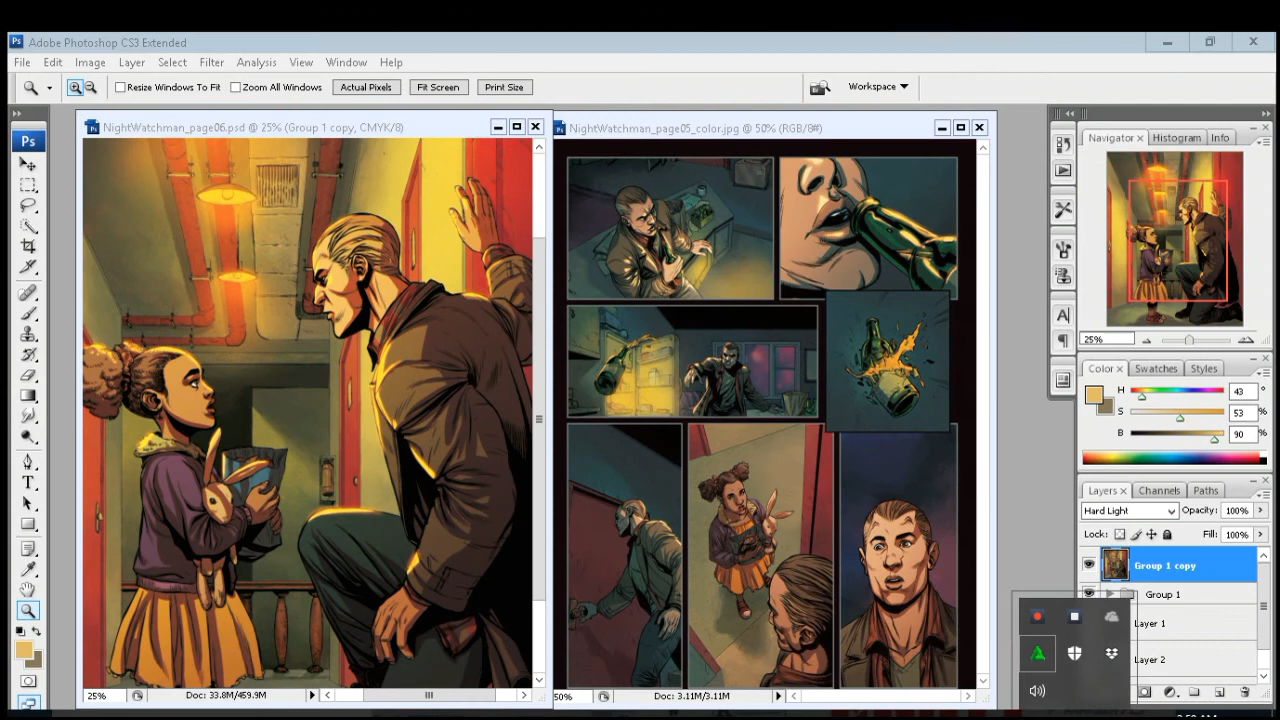 Ps Adobe Photoshop CS3 Extended
File Edit Image Layer Select Filter Analysis View Window Help
Resize Windows To Fit Zoom All Windows Actual Pixels Fit Screen Print Size Workspace
Ps
NightWatchman_page06.psd @ 25% (Group 1 copy, CMYK/8)
25% Doc: 33.8M/459.9M
NightWatchman_page05_color.jpg @ 50% (RGB/8#)
50% Doc: 3.11M/3.11M
Navigator Histogram Info
25%
Color Swatches Styles
H 43 °
S 53 %
B 90 %
Layers Channels Paths
Hard Light Opacity: 100%
Lock: Fill: 100%
Group 1 copy
Group 1
Layer 1
Layer 2